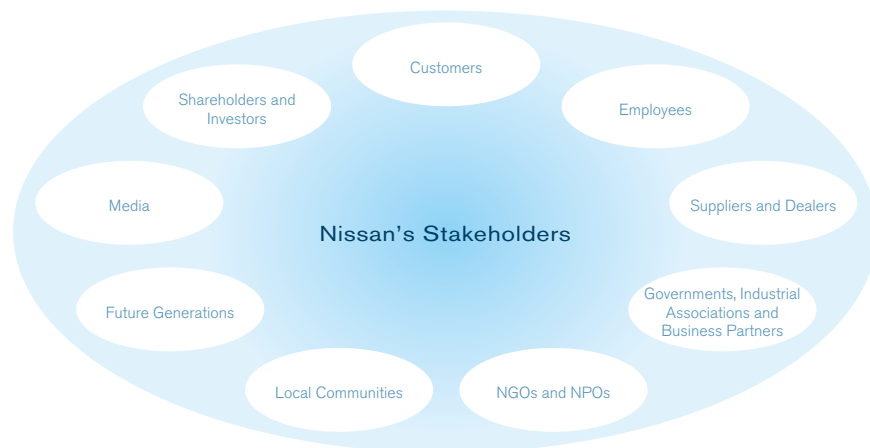 Customers
Shareholders and
Investors
Employees
Media
Suppliers and Dealers
Nissan’s Stakeholders
Future Generations
Governments, Industrial
Associations and
Business Partners
Local Communities
NGOs and NPOs